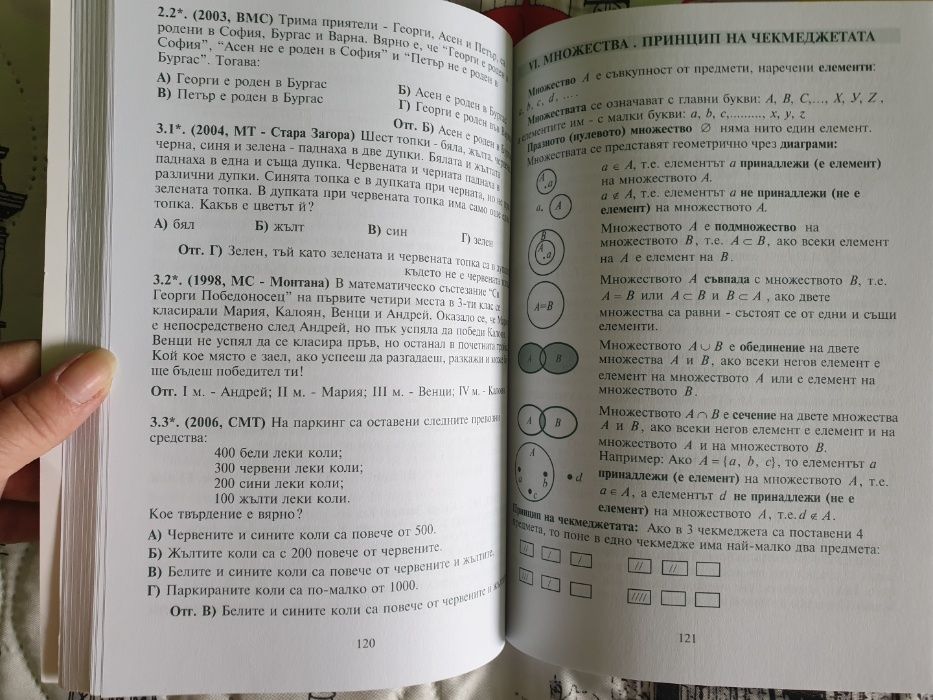 2.2*. (2003, ВМС) Трима приятели - Георги, Асен и Петър, са
родени в София, Бургас и Варна. Вярно е, че "Георги е роден в
София", "Асен не е роден в София" и "Петър не е роден в
Бургас". Тогава:
А) Георги е роден в Бургас
Б) Асен е роден в Бургас
В) Петър е роден в Бургас
Г) Георги е роден във
Отг. Б) Асен е роден в
3.1*. (2004, МТ - Стара Загора) Шест топки - бяла, жълта,
черна, синя и зелена - паднаха в две дупки. Бялата и жълтата
паднаха в една и съща дупка. Червената и черната паднаха в
различни дупки. Синята топка е в дупката при черната, но не при
зелената топка. В дупката при червената топка има само още
топка. Какъв е цветът ѝ?
А) бял
Б) жълт
В) син
Г) зелен
Отг. Г) Зелен, тъй като зелената и червената топка са в дупката,
където не е червената
3.2*. (1998, МС - Монтана) В математическо състезание "Св.
Георги Победоносец" на първите четири места в 3-ти клас се
класирали Мария, Калоян, Венци и Андрей. Оказало се, че
е непосредствено след Андрей, но пък успяла да победи
Венци не успял да се класира пръв, но останал в почетната
Кой кое място е заел, ако успееш да разгадаеш, разкажи и
ще бъдеш победител ти!
Отг. I м. - Андрей; II м. - Мария; III м. - Венци; IV м. - Калоян
3.3*. (2006, СМТ) На паркинг са оставени следните превозни
средства:
400 бели леки коли;
300 червени леки коли;
200 сини леки коли;
100 жълти леки коли.
Кое твърдение е вярно?
А) Червените и сините коли са повече от 500.
Б) Жълтите коли са с 200 повече от червените.
В) Белите и сините коли са повече от червените и жълтите.
Г) Паркираните коли са по-малко от 1000.
Отг. В) Белите и сините коли са повече от червените и
120
VI. МНОЖЕСТВА . ПРИНЦИП НА ЧЕКМЕДЖЕТАТА
Множество A е съвкупност от предмети, наречени елементи:
a, b, c, d, ....
Множествата се означават с главни букви: A, B, C,..., X, Y, Z ,
а елементите им - с малки букви: a, b, c,.........., x, y, z
Празното (нулевото) множество ∅ няма нито един елемент.
Множествата се представят геометрично чрез диаграми:
A
.a
a ∈ A, т.е. елементът a принадлежи (е елемент)
на множеството A.
a.
A
a ∉ A, т.е. елементът a не принадлежи (не е
елемент) на множеството A.
B
A
Множеството A е подмножество на
множеството B, т.е. A ⊂ B, ако всеки елемент
на A е елемент на B .
A=B
Множеството A съвпада с множеството B, т.е.
A = B или A ⊂ B и B ⊂ A , ако двете
множества са равни - състоят се от едни и същи
елементи.
A B
Множеството A ∪ B е обединение на двете
множества A и B, ако всеки негов елемент е
елемент на множеството A или е елемент на
множеството B .
A B
Множеството A ∩ B е сечение на двете множества
A и B, ако всеки негов елемент е елемент и на
множеството A и на множеството B.
A
a b
c
d
Например: Ако A = {a, b, c}, то елементът a
принадлежи (е елемент) на множеството A, т.е.
a ∈ A, а елементът d не принадлежи (не е
елемент) на множеството A, т.е. d ∉ A.
Принцип на чекмеджетата: Ако в 3 чекмеджета са поставени 4
предмета, то поне в едно чекмедже има най-малко два предмета:
121